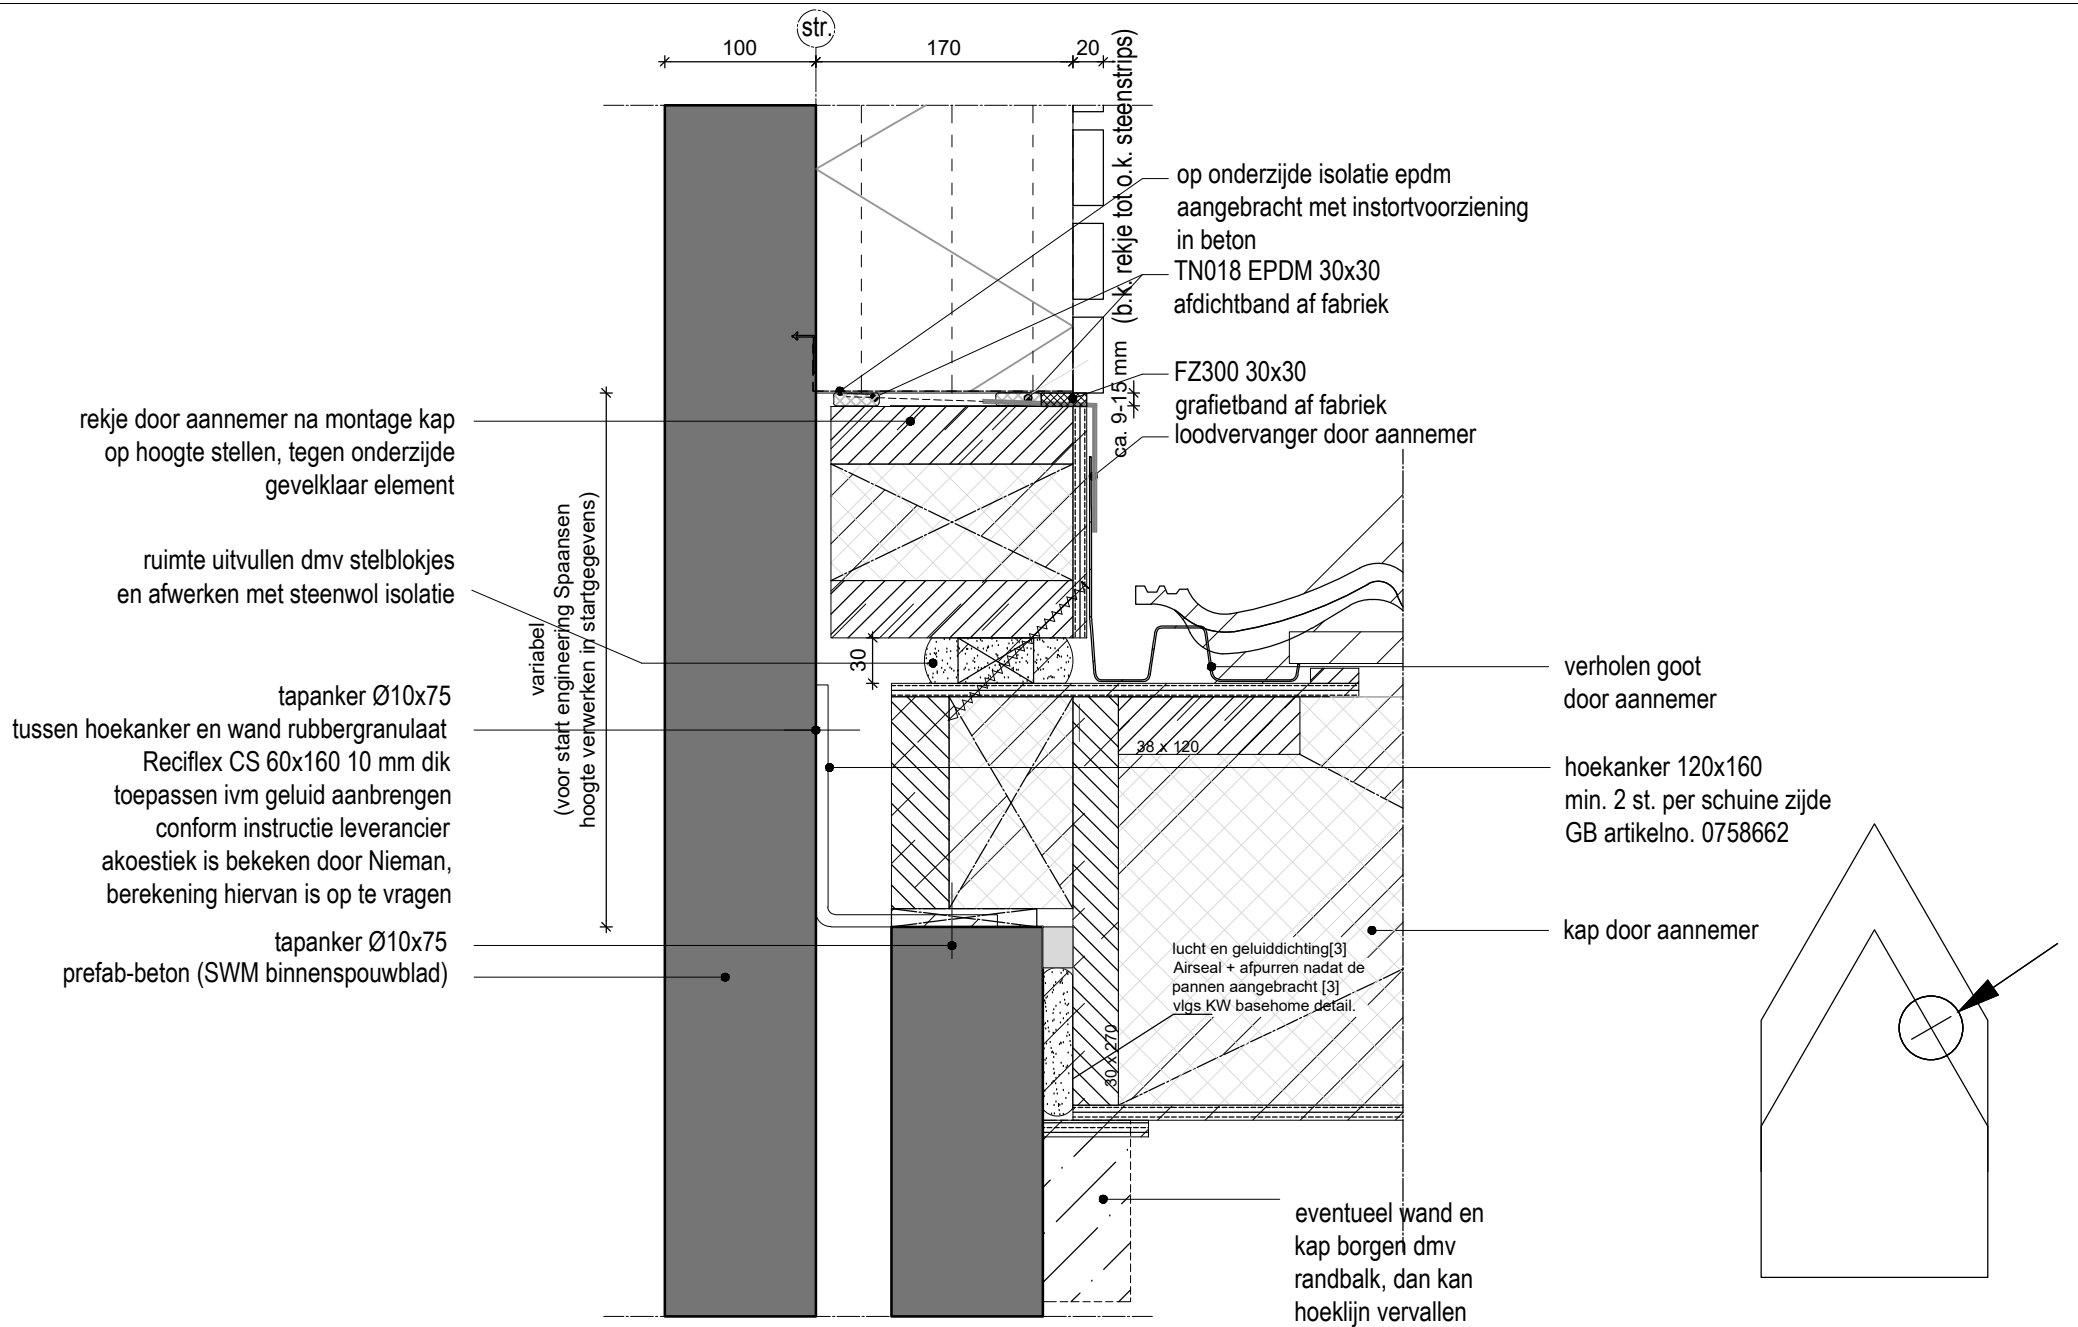 str.
100
170
20
(b.k. rekje tot o.k. steenstrips)
ca. 9-15 mm
op onderzijde isolatie epdm
aangebracht met instortvoorziening
in beton
TN018 EPDM 30x30
afdichtband af fabriek
FZ300 30x30
grafietband af fabriek
loodvervanger door aannemer
rekje door aannemer na montage kap
op hoogte stellen, tegen onderzijde
gevelklaar element
ruimte uitvullen dmv stelblokjes
en afwerken met steenwol isolatie
variabel
(voor start engineering Spaansen
hoogte verwerken in startgegevens)
30
tapanker Ø10x75
tussen hoekanker en wand rubbergranulaat
Reciflex CS 60x160 10 mm dik
toepassen ivm geluid aanbrengen
conform instructie leverancier
akoestiek is bekeken door Nieman,
berekening hiervan is op te vragen
tapanker Ø10x75
prefab-beton (SWM binnenspouwblad)
verholen goot
door aannemer
38 x 120
hoekanker 120x160
min. 2 st. per schuine zijde
GB artikelno. 0758662
kap door aannemer
lucht en geluiddichting[3]
Airseal + afpurren nadat de
pannen aangebracht [3]
vlgs KW basehome detail.
30 x 270
eventueel wand en
kap borgen dmv
randbalk, dan kan
hoeklijn vervallen